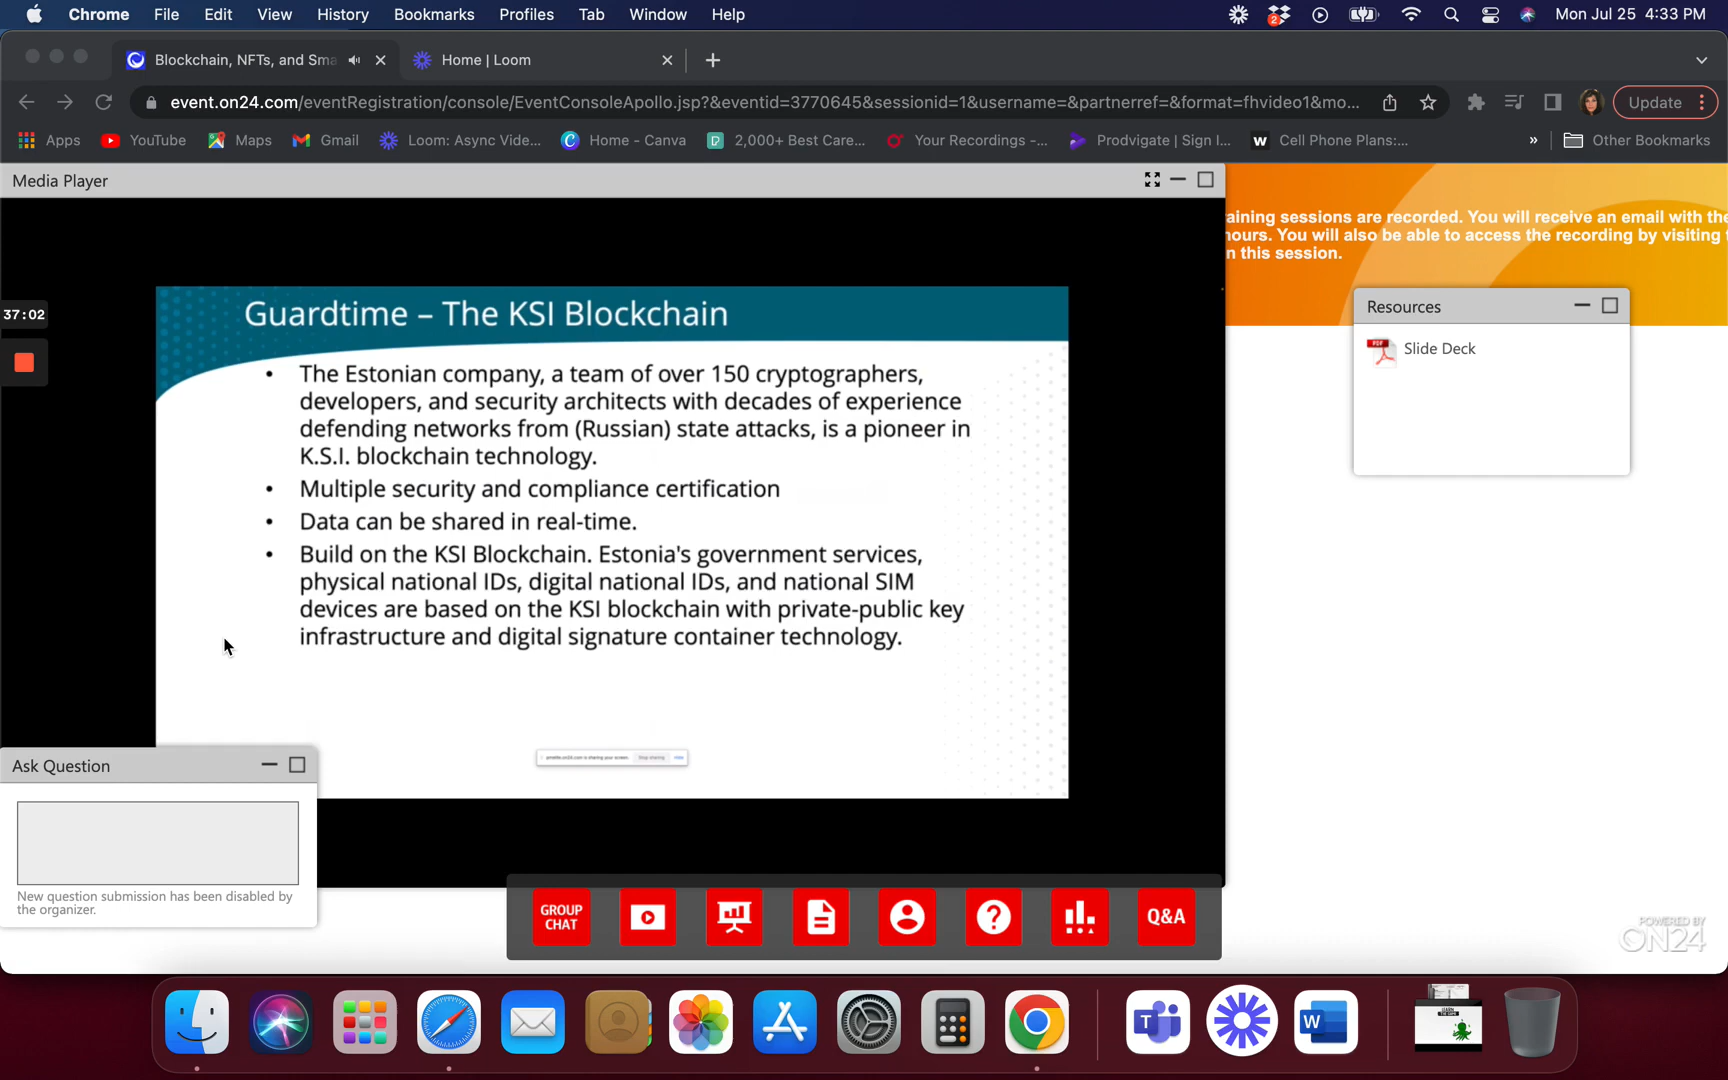 Chrome File Edit View History Bookmarks Profiles Tab Window Help
2
Mon Jul 25 4:33 PM
Blockchain, NFTs, and Sma
Home | Loom
event.on24.com/eventRegistration/console/EventConsoleApollo.jsp?&eventid=3770645&sessionid=1&username=&partnerref=&format=fhvideo1&mo...
Update
Apps YouTube Maps Gmail Loom: Async Vide... Home - Canva 2,000+ Best Care... Your Recordings -... Prodvigate | Sign I... Cell Phone Plans:... » Other Bookmarks
Media Player
aining sessions are recorded. You will receive an email with the
hours. You will also be able to access the recording by visiting
n this session.
37:02
Guardtime – The KSI Blockchain
• The Estonian company, a team of over 150 cryptographers,
developers, and security architects with decades of experience
defending networks from (Russian) state attacks, is a pioneer in
K.S.I. blockchain technology.
• Multiple security and compliance certification
• Data can be shared in real-time.
• Build on the KSI Blockchain. Estonia's government services,
physical national IDs, digital national IDs, and national SIM
devices are based on the KSI blockchain with private-public key
infrastructure and digital signature container technology.
Resources
PDF
Slide Deck
Stop sharing Hide
Ask Question
New question submission has been disabled by
the organizer.
GROUP
CHAT
Q&A
POWERED BY
ON24
T
W